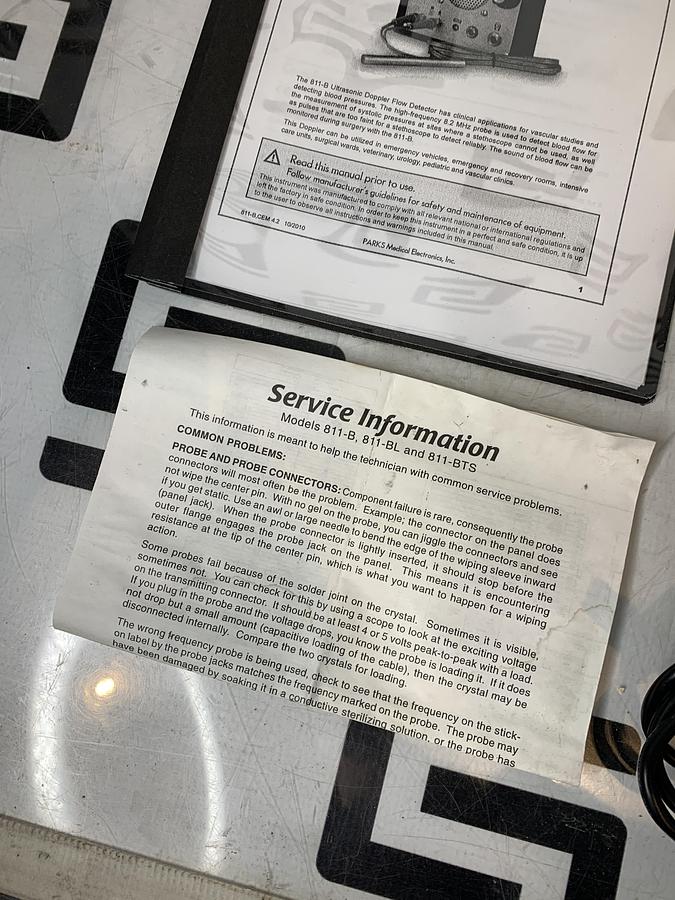 The 811-B Ultrasonic Doppler Flow Detector has clinical applications for vascular studies and
detecting blood pressures. The high-frequency 8.2 MHz probe is used to detect blood flow for
the measurement of systolic pressures at sites where a stethoscope cannot be used, as well
as pulses that are too faint for a stethoscope to detect reliably. The sound of blood flow can be
monitored during surgery with the 811-B.
This Doppler can be utilized in emergency vehicles, emergency and recovery rooms, intensive
care units, surgical wards, veterinary, urology, pediatric and vascular clinics.
Read this manual prior to use.
Follow manufacturer's guidelines for safety and maintenance of equipment.
This instrument was manufactured to comply with all relevant national or international regulations and
left the factory in safe condition. In order to keep this instrument in a perfect and safe condition, it is up
to the user to observe all instructions and warnings included in this manual.
811-B,CEM 4.2 10/2010
PARKS Medical Electronics, Inc.
1
Service Information
Models 811-B, 811-BL and 811-BTS
This information is meant to help the technician with common service problems.
COMMON PROBLEMS:
PROBE AND PROBE CONNECTORS: Component failure is rare, consequently the probe
connectors will most often be the problem. Example; the connector on the panel does
not wipe the center pin. With no gel on the probe, you can jiggle the connectors and see
if you get static. Use an awl or large needle to bend the edge of the wiping sleeve inward
(panel jack). When the probe connector is lightly inserted, it should stop before the
outer flange engages the probe jack on the panel. This means it is encountering
resistance at the tip of the center pin, which is what you want to happen for a wiping
action.
Some probes fail because of the solder joint on the crystal. Sometimes it is visible,
sometimes not. You can check for this by using a scope to look at the exciting voltage
on the transmitting connector. It should be at least 4 or 5 volts peak-to-peak with a load.
If you plug in the probe and the voltage drops, you know the probe is loading it. If it does
not drop but a small amount (capacitive loading of the cable), then the crystal may be
disconnected internally. Compare the two crystals for loading.
The wrong frequency probe is being used, check to see that the frequency on the stick-
on label by the probe jacks matches the frequency marked on the probe. The probe may
have been damaged by soaking it in a conductive sterilizing solution, or the probe has